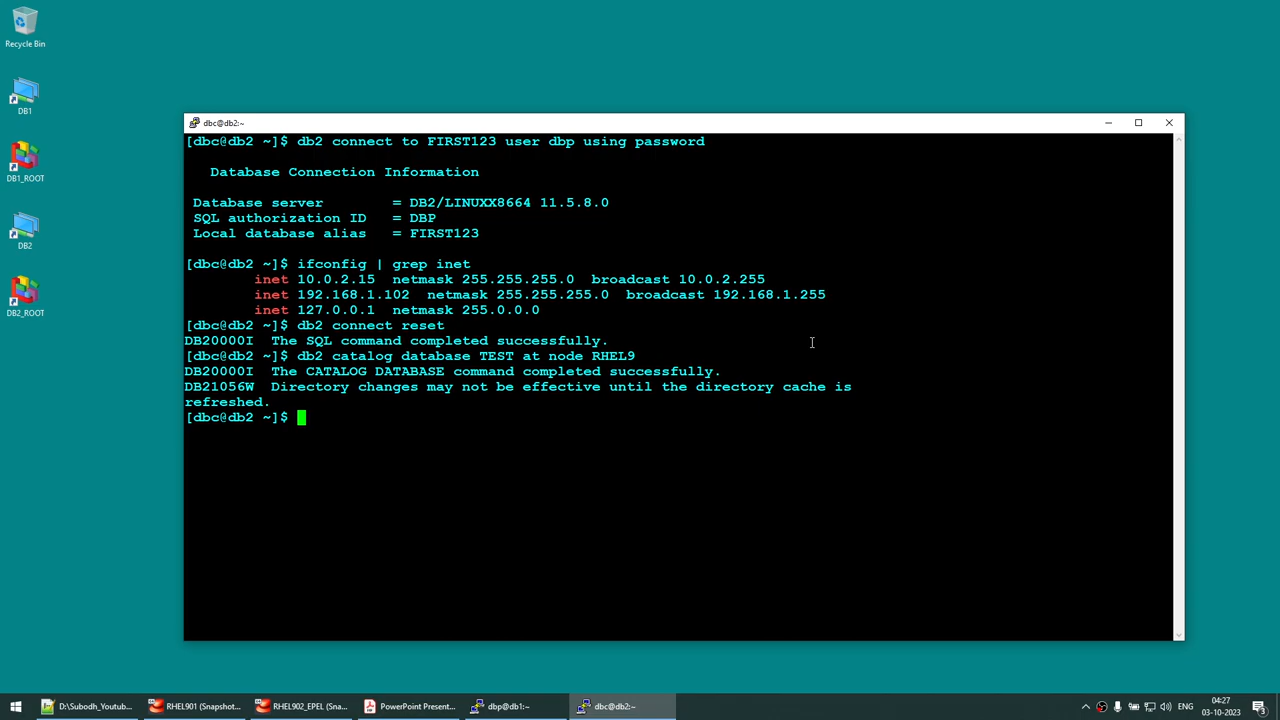 Recycle Bin
DB1
DB1_ROOT
DB2
DB2_ROOT
dbc@db2:~
[dbc@db2 ~]$ db2 connect to FIRST123 user dbp using password
Database Connection Information
Database server = DB2/LINUXX8664 11.5.8.0
SQL authorization ID = DBP
Local database alias = FIRST123
[dbc@db2 ~]$ ifconfig | grep inet
inet 10.0.2.15 netmask 255.255.255.0 broadcast 10.0.2.255
inet 192.168.1.102 netmask 255.255.255.0 broadcast 192.168.1.255
inet 127.0.0.1 netmask 255.0.0.0
[dbc@db2 ~]$ db2 connect reset
DB20000I The SQL command completed successfully.
[dbc@db2 ~]$ db2 catalog database TEST at node RHEL9
DB20000I The CATALOG DATABASE command completed successfully.
DB21056W Directory changes may not be effective until the directory cache is
refreshed.
[dbc@db2 ~]$
D:\Subodh_Youtub...
RHEL901 (Snapshot...
RHEL902_EPEL (Sna...
PowerPoint Present...
dbp@db1:~
dbc@db2:~
ENG
04:27
03-10-2023
3